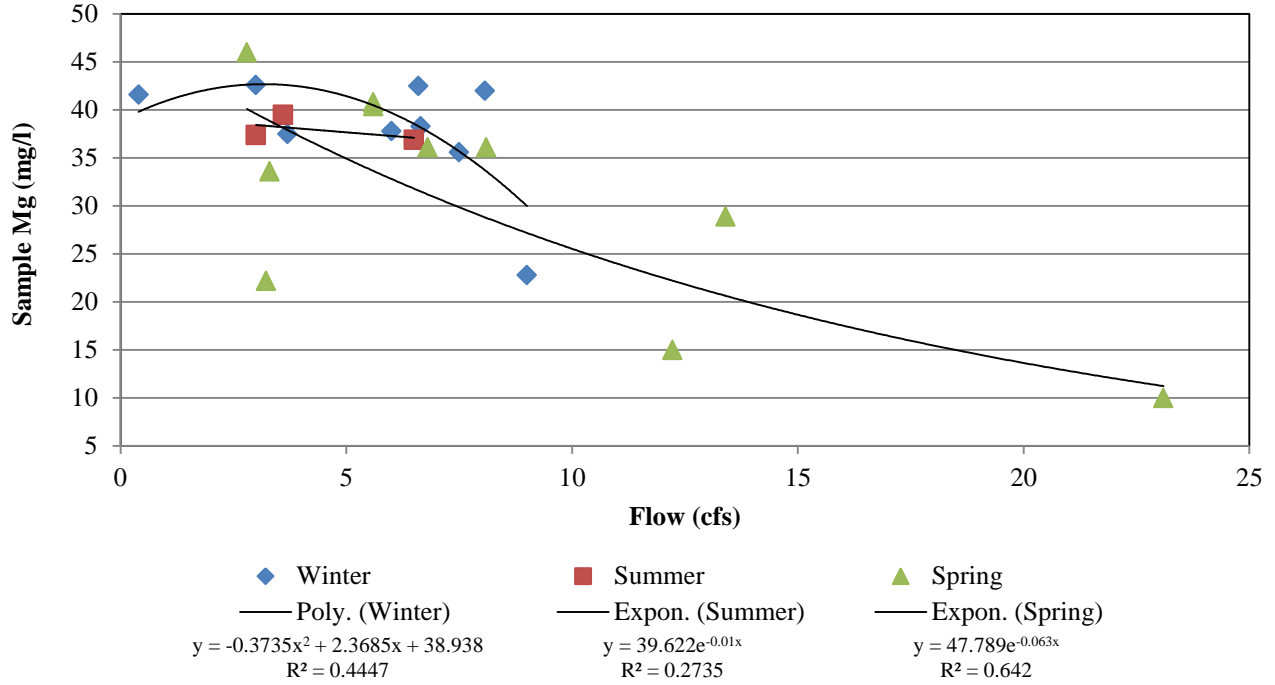 50
45
40
35
30
25
20
15
10
5
Sample Mg (mg/l)
0 5 10 15 20 25
Flow (cfs)
Winter Summer Spring
Poly. (Winter) Expon. (Summer) Expon. (Spring)
y = -0.3735x² + 2.3685x + 38.938 y = 39.622e^-0.01x y = 47.789e^-0.063x
R² = 0.4447 R² = 0.2735 R² = 0.642